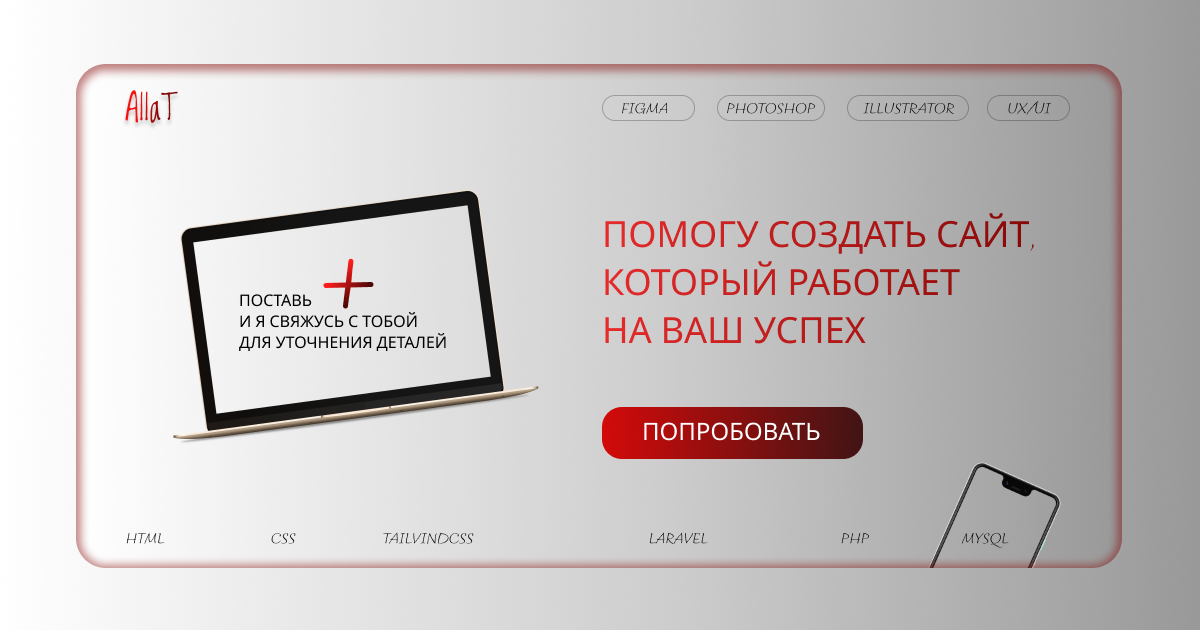 AllaT
FIGMA
PHOTOSHOP
ILLUSTRATOR
UX/UI
ПОСТАВЬ +
И Я СВЯЖУСЬ С ТОБОЙ
ДЛЯ УТОЧНЕНИЯ ДЕТАЛЕЙ
ПОМОГУ СОЗДАТЬ САЙТ,
КОТОРЫЙ РАБОТАЕТ
НА ВАШ УСПЕХ
ПОПРОБОВАТЬ
HTML
CSS
TAILVINDCSS
LARAVEL
PHP
MYSQL